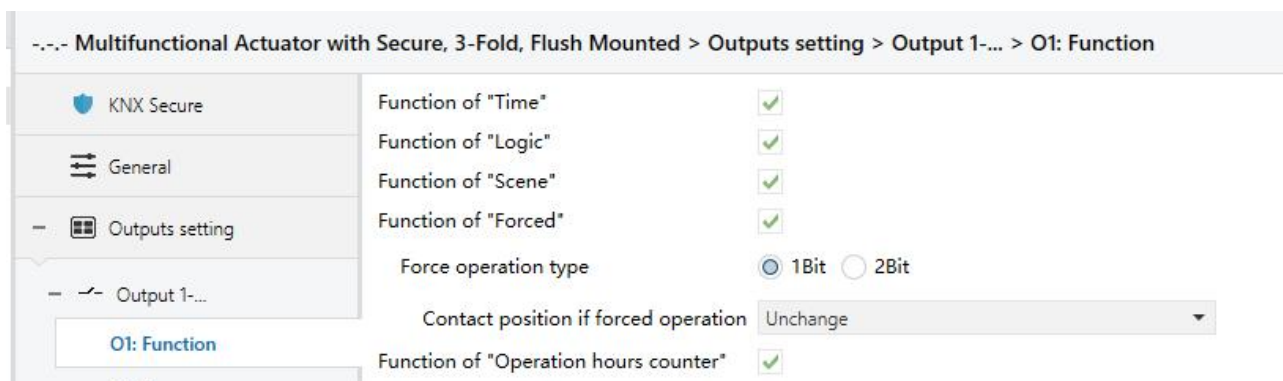 -.-.- Multifunctional Actuator with Secure, 3-Fold, Flush Mounted > Outputs setting > Output 1-... > O1: Function
KNX Secure
General
Outputs setting
Output 1-...
O1: Function
Function of "Time"
Function of "Logic"
Function of "Scene"
Function of "Forced"
Force operation type 1Bit 2Bit
Contact position if forced operation Unchange
Function of "Operation hours counter"